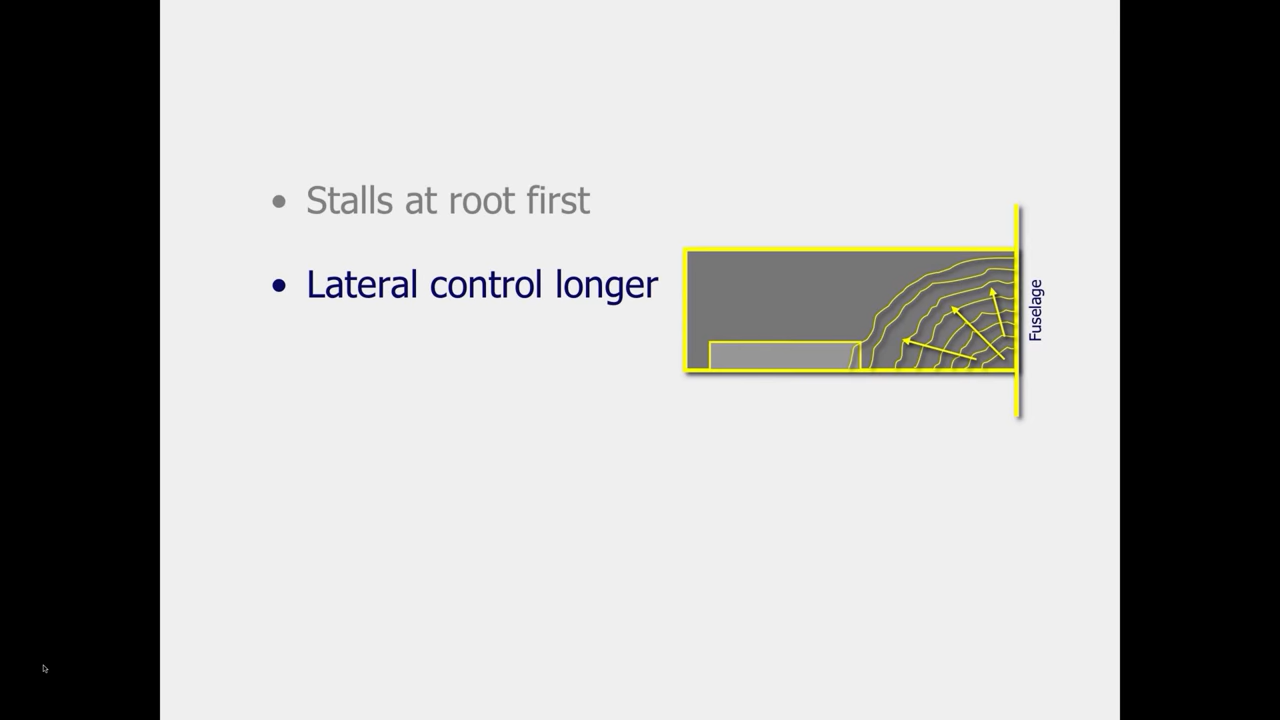 • Stalls at root first
• Lateral control longer
Fuselage